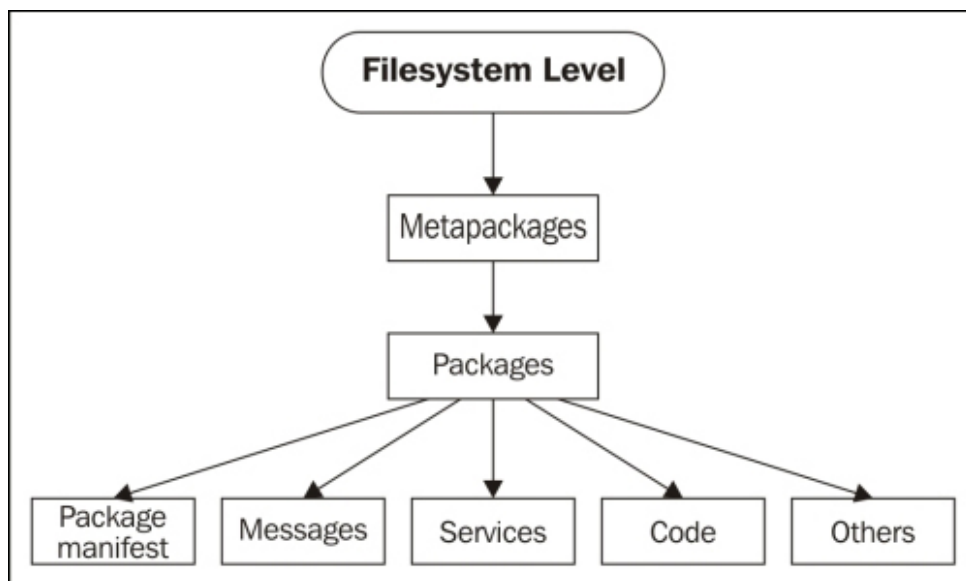 Filesystem Level
Metapackages
Packages
Package
manifest
Messages
Services
Code
Others